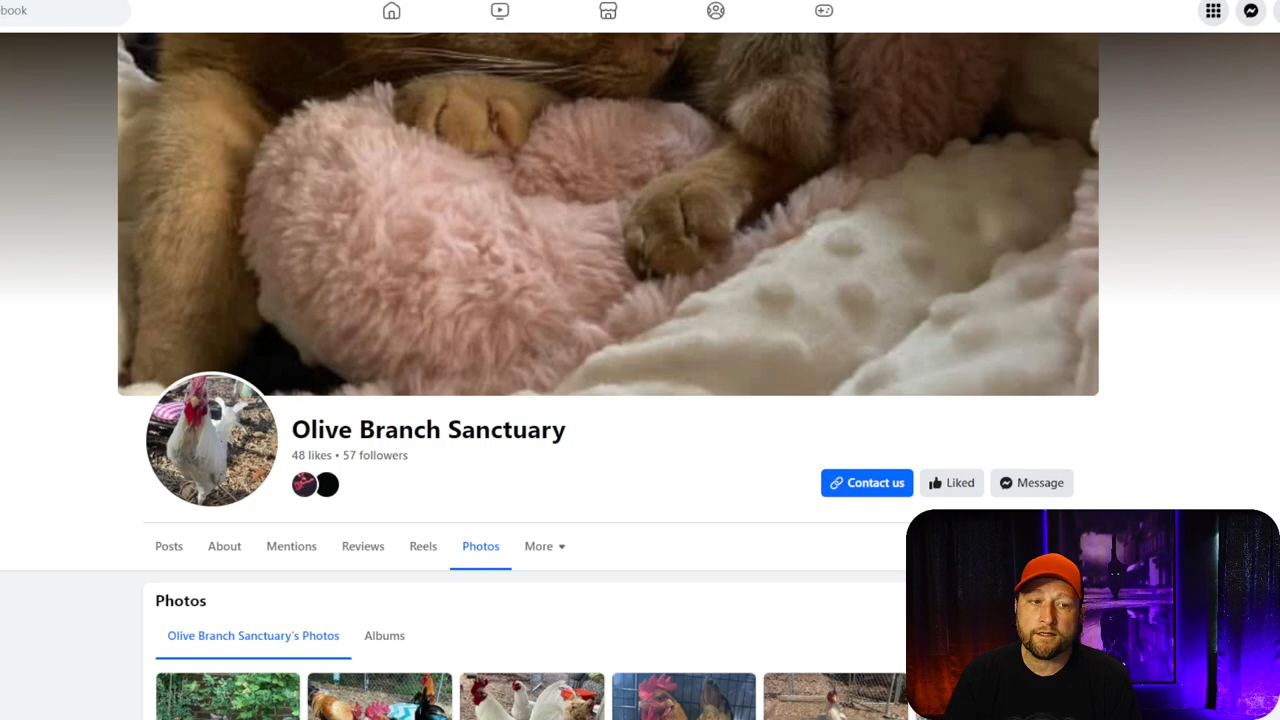 book
Olive Branch Sanctuary
48 likes • 57 followers
Contact us
Liked
Message
Posts
About
Mentions
Reviews
Reels
Photos
More
Photos
Olive Branch Sanctuary's Photos
Albums